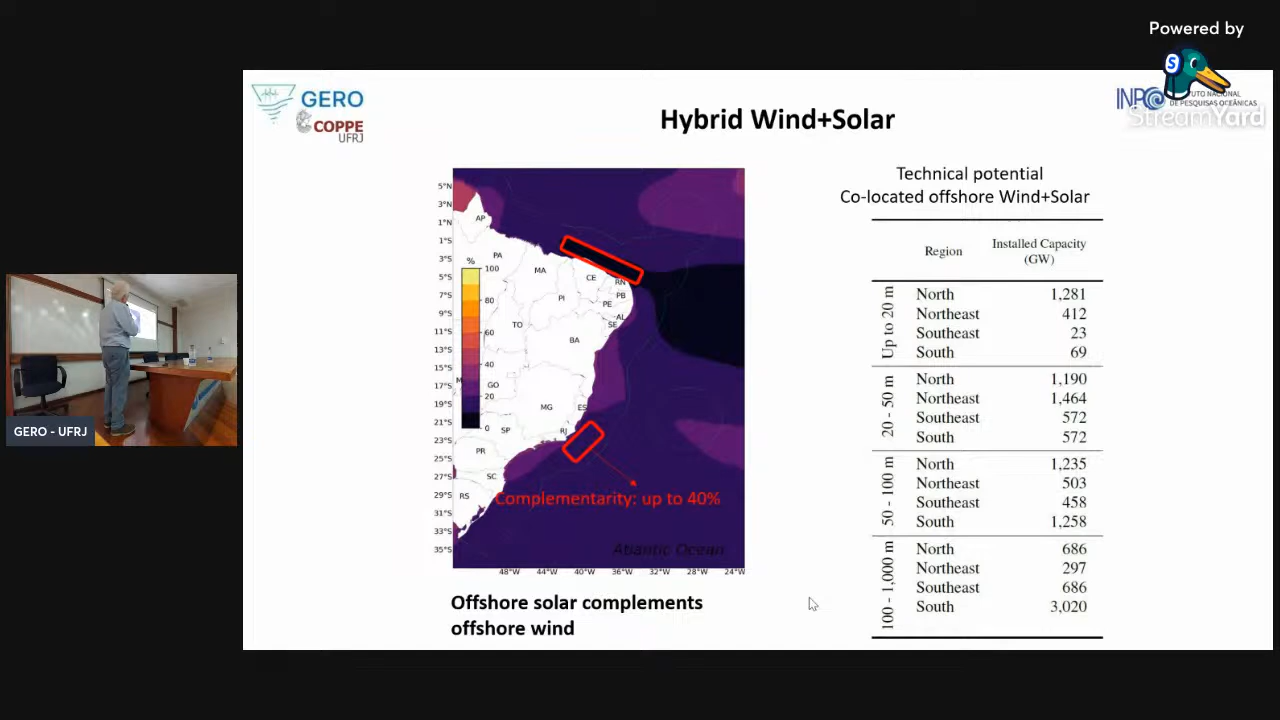 Powered by
S
StreamYard
GERO
COPPE
UFRJ
INPO
TUTO NACIONAL
DE PESQUISAS OCEÂNICAS
Hybrid Wind+Solar
5°N
3°N
1°N
1°S
3°S
5°S
7°S
9°S
11°S
13°S
15°S
17°S
19°S
21°S
23°S
25°S
27°S
29°S
31°S
33°S
35°S
48°W 44°W 40°W 36°W 32°W 28°W 24°W
%
100
80
60
40
20
0
AP
PA
MA
CE
RN
PB
PI
PE
AL
SE
TO
BA
M
GO
MG
ES
SP
RJ
PR
SC
RS
Complementarity: up to 40%
Atlantic Ocean
Offshore solar complements
offshore wind
Technical potential
Co-located offshore Wind+Solar
Region Installed Capacity
(GW)
Up to 20 m
North 1,281
Northeast 412
Southeast 23
South 69
20 - 50 m
North 1,190
Northeast 1,464
Southeast 572
South 572
50 - 100 m
North 1,235
Northeast 503
Southeast 458
South 1,258
100 - 1,000 m
North 686
Northeast 297
Southeast 686
South 3,020
GERO - UFRJ